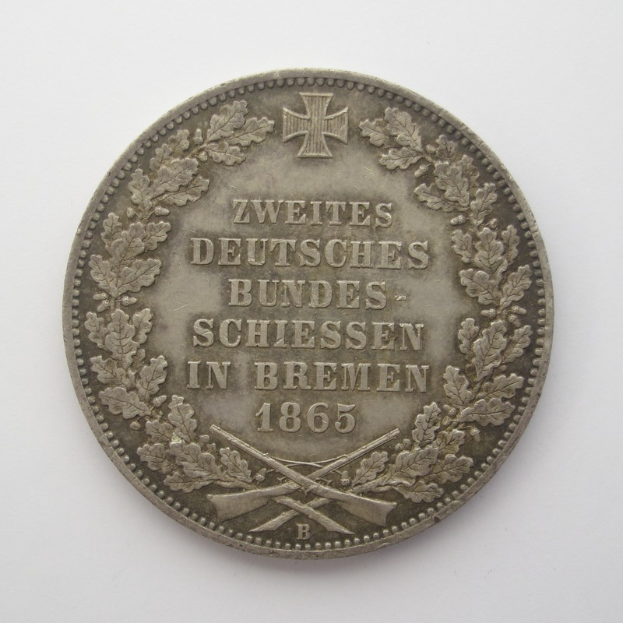 ZWEITES
DEUTSCHES
BUNDES-
SCHIESSEN
IN BREMEN
1865
B